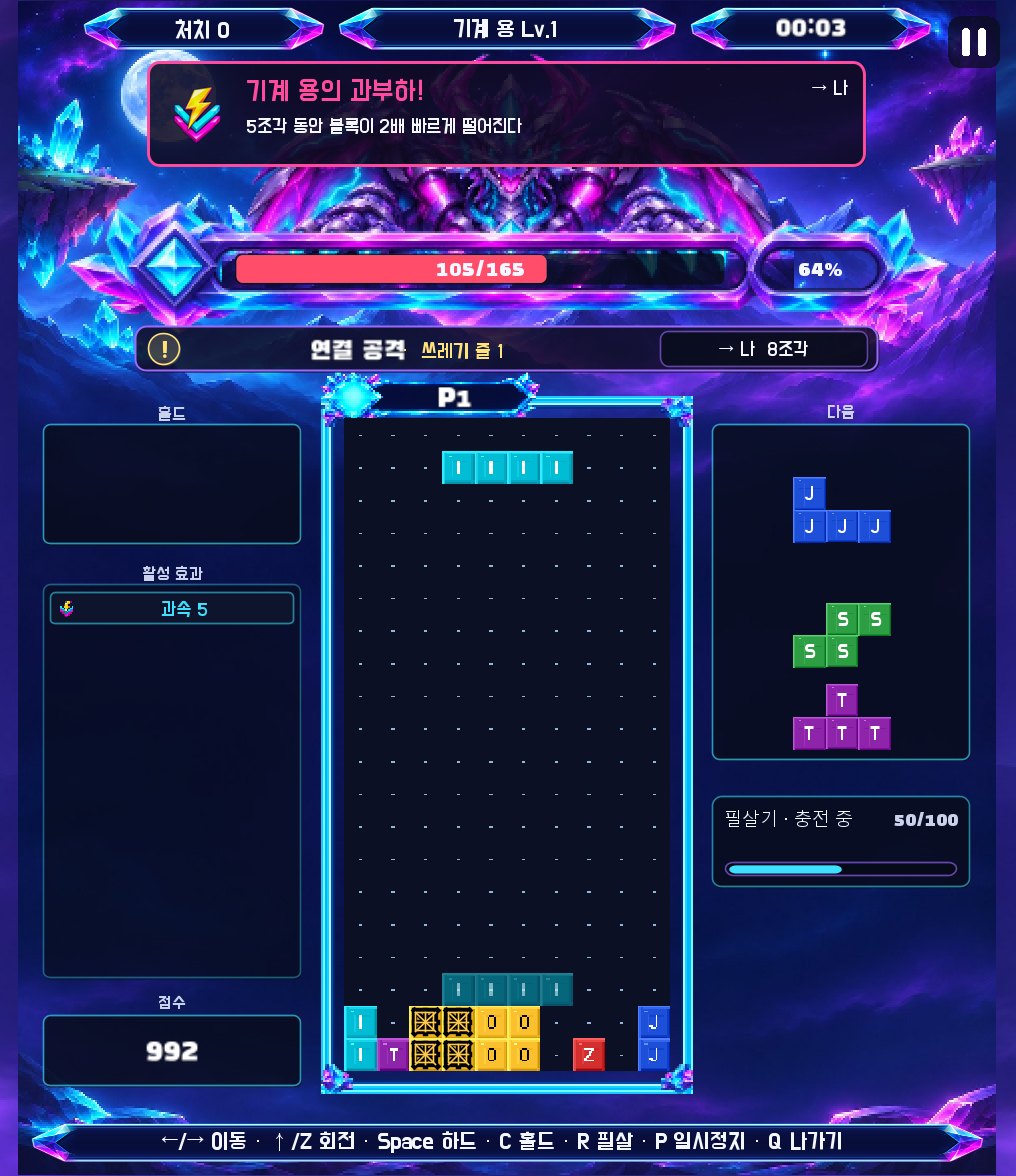 처치 0
기계 용 Lv.1
00:03
기계 용의 과부하!
→ 나
5조각 동안 블록이 2배 빠르게 떨어진다
105/165
64%
!
연결 공격 쓰레기 줄 1
→ 나 8조각
P1
홀드
다음
I I I I
J
J J J
S S
S S
T
T T T
활성 효과
과속 5
필살기 · 충전 중
50/100
I I I I
점수
992
I O O J
I T O O Z J
←/→ 이동 · ↑/Z 회전 · Space 하드 · C 홀드 · R 필살 · P 일시정지 · Q 나가기